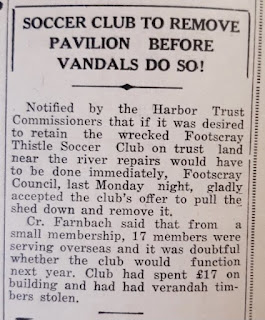 SOCCER CLUB TO REMOVE
PAVILION BEFORE
VANDALS DO SO!
Notified by the Harbor Trust
Commissioners that if it was desired
to retain the wrecked Footscray
Thistle Soccer Club on trust land
near the river repairs would have
to be done immediately, Footscray
Council, last Monday night, gladly
accepted the club's offer to pull
the shed down and remove it.
Cr. Farnbach said that from a
small membership, 17 members were
serving overseas and it was doubtful
whether the club would function
next year. Club had spent £17 on
building and had had verandah tim-
bers stolen.